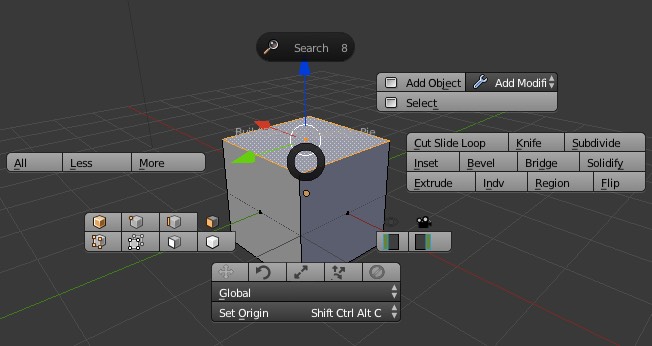 Search 8
Add Object Add Modifi
Select
Pie
Cut Slide Loop Knife Subdivide
All Less More
Inset Bevel Bridge Solidify
Extrude Indv Region Flip
Global
Set Origin Shift Ctrl Alt C